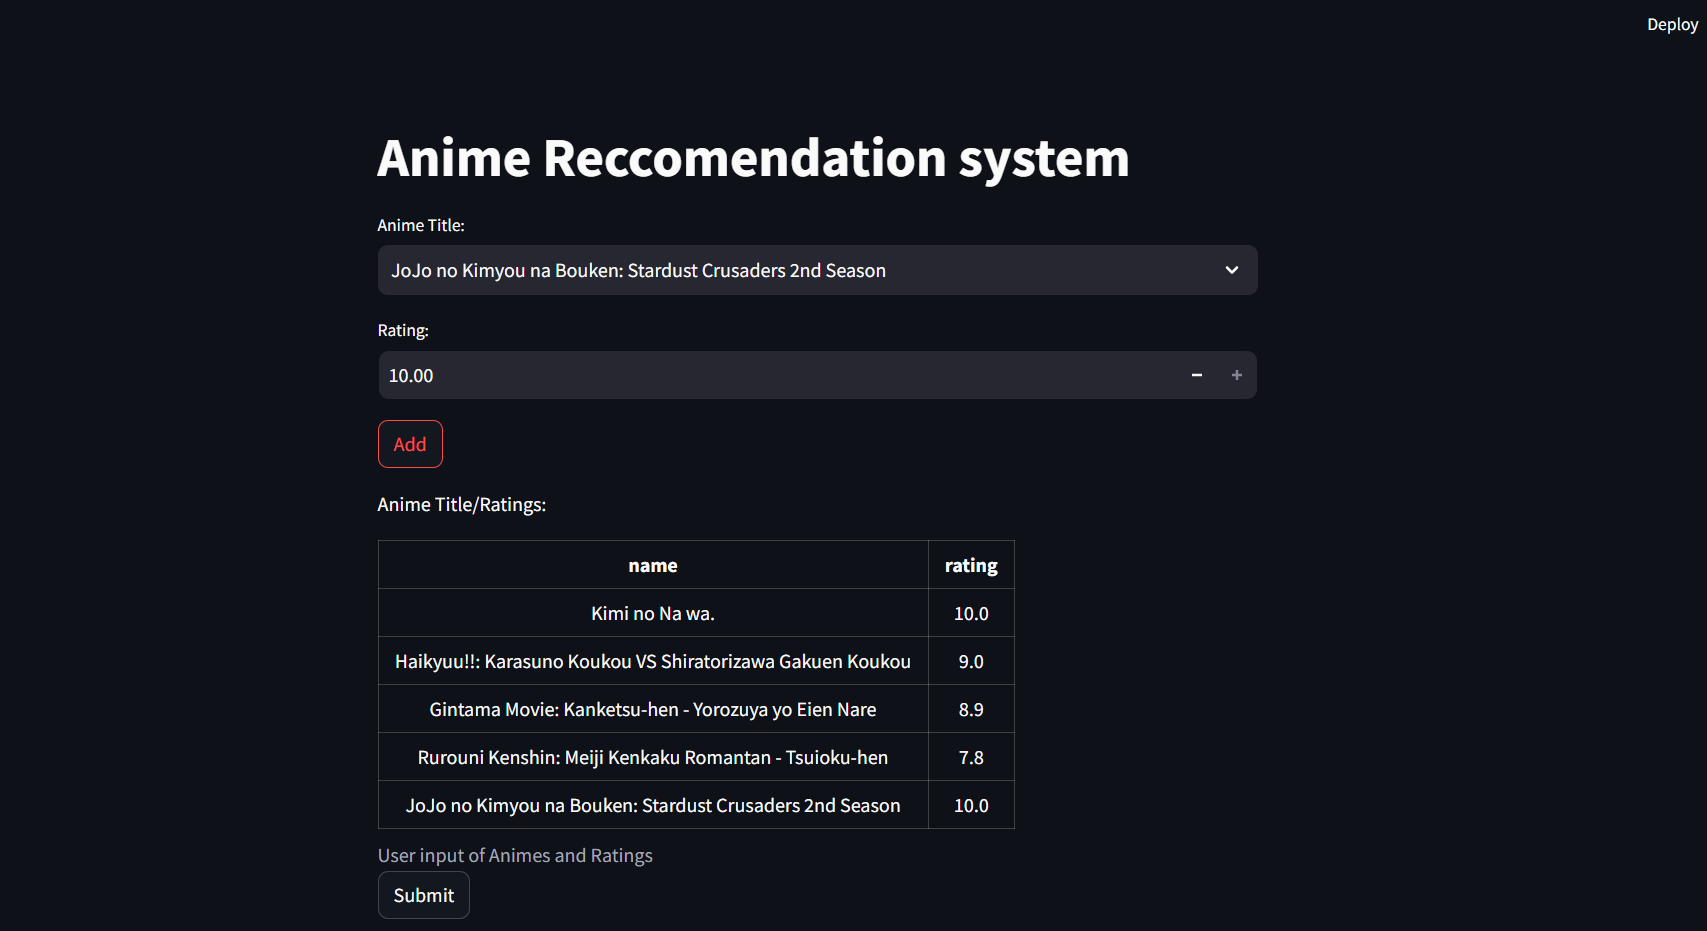 Deploy
Anime Reccomendation system
Anime Title:
JoJo no Kimyou na Bouken: Stardust Crusaders 2nd Season
Rating:
10.00
Add
Anime Title/Ratings:
name rating
Kimi no Na wa. 10.0
Haikyuu!!: Karasuno Koukou VS Shiratorizawa Gakuen Koukou 9.0
Gintama Movie: Kanketsu-hen - Yorozuya yo Eien Nare 8.9
Rurouni Kenshin: Meiji Kenkaku Romantan - Tsuioku-hen 7.8
JoJo no Kimyou na Bouken: Stardust Crusaders 2nd Season 10.0
User input of Animes and Ratings
Submit